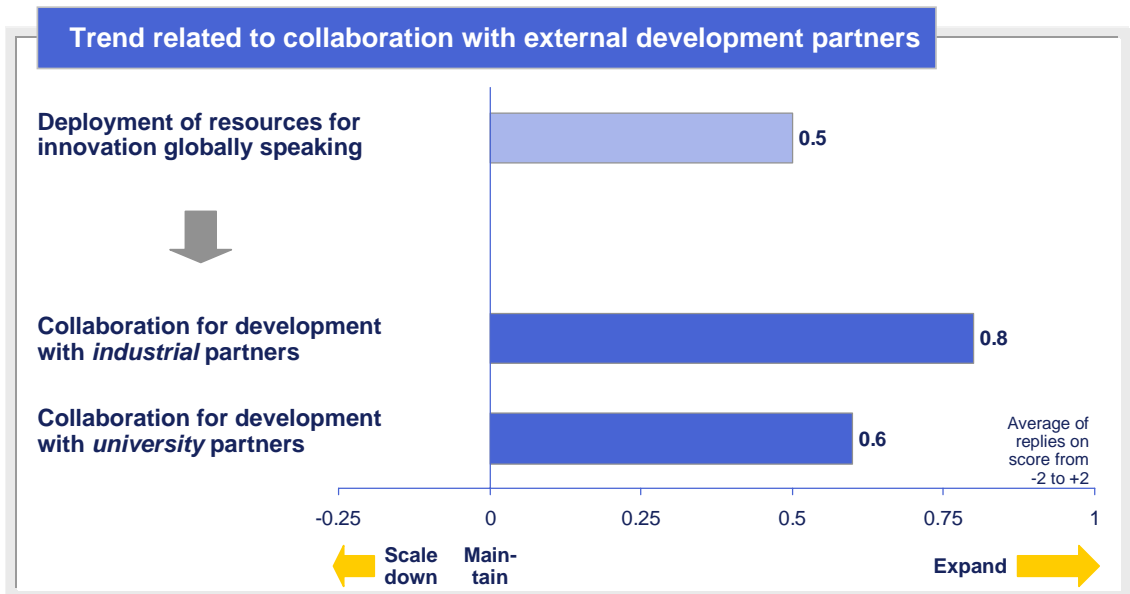 Trend related to collaboration with external development partners
Deployment of resources for
innovation globally speaking
0.5
Collaboration for development
with industrial partners
0.8
Collaboration for development
with university partners
0.6
Average of
replies on
score from
-2 to +2
-0.25 0 0.25 0.5 0.75 1
Scale
down
Main-
tain
Expand